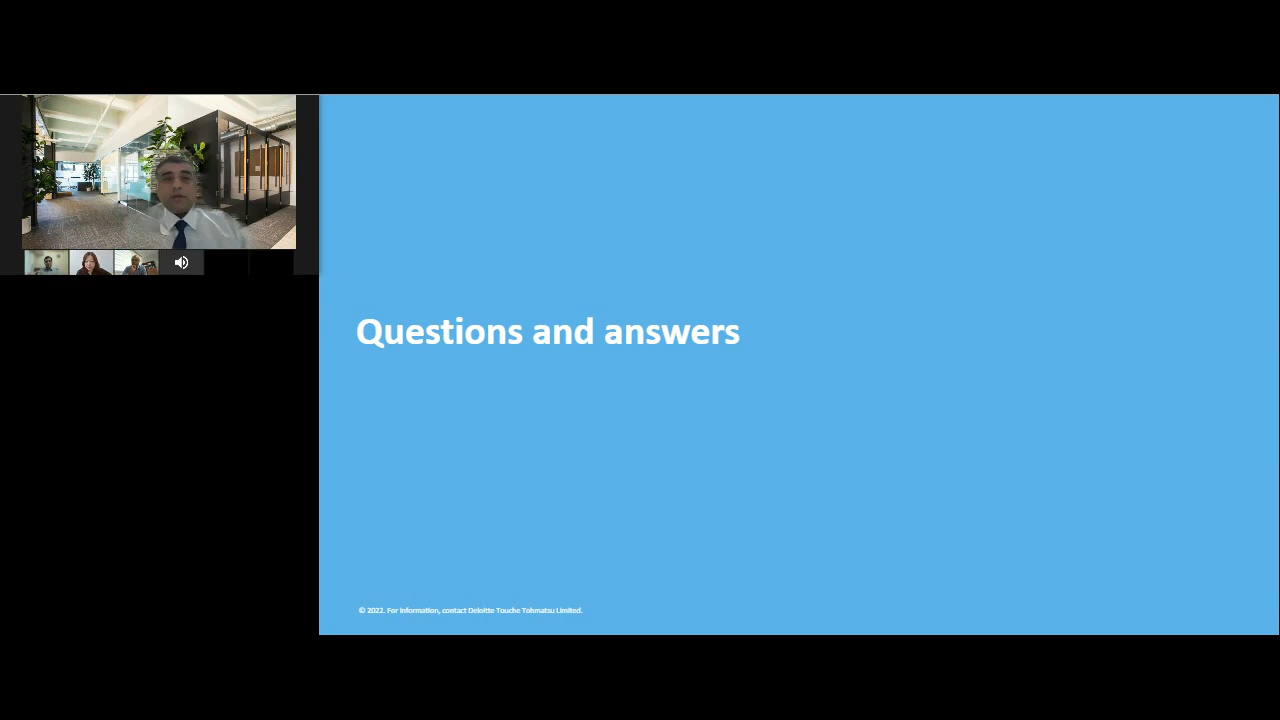 Questions and answers
© 2022. For information, contact Deloitte Touche Tohmatsu Limited.